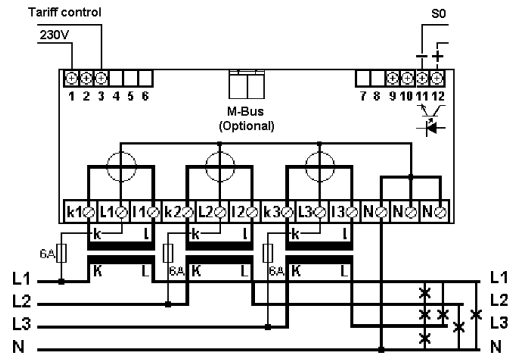 Tariff control
230V
S0
− +
1 2 3 4 5 6
7 8 9 10 11 12
M-Bus
(Optional)
k1 L1 l1 k2 L2 l2 k3 L3 l3 N N N
k l k l k l
6A 6A 6A
K L K L K L
L1 L1
L2 L2
L3 L3
N N